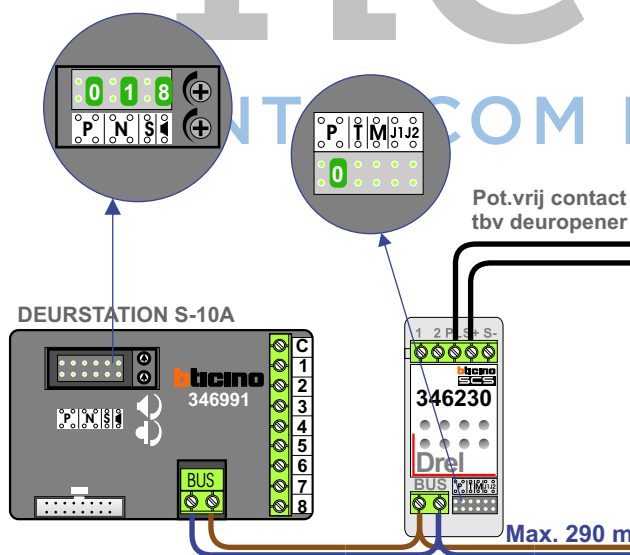 0 1 8
P N S
P T M J1 J2
0
Pot.vrij contact
tbv deuropener
DEURSTATION S-10A
bticino
346991
P N S
C
1
2
3
4
5
6
7
8
BUS
1 2 PL S+ S-
bticino
SCS
346230
Drel
BUS
P T M J1 J2
Max. 290 m